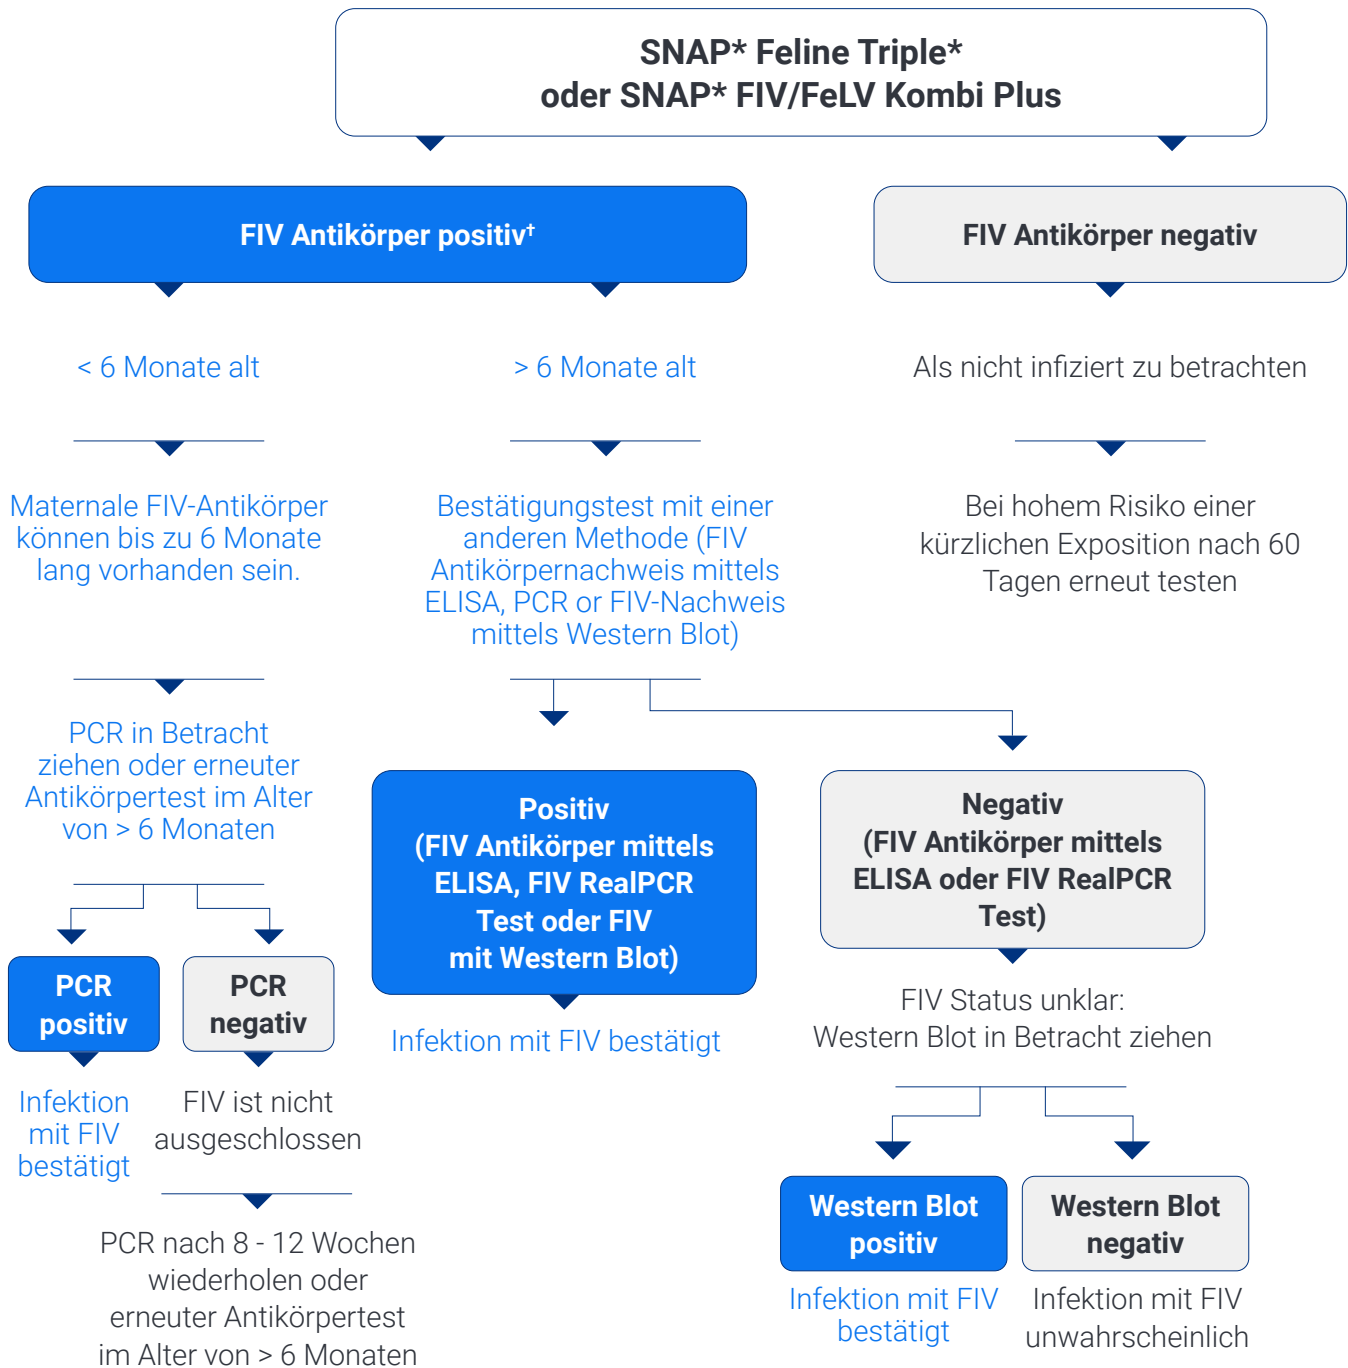 SNAP* Feline Triple*
oder SNAP* FIV/FeLV Kombi Plus
FIV Antikörper positiv†
FIV Antikörper negativ
< 6 Monate alt
> 6 Monate alt
Als nicht infiziert zu betrachten
Maternale FIV-Antikörper
können bis zu 6 Monate
lang vorhanden sein.
Bestätigungstest mit einer
anderen Methode (FIV
Antikörpernachweis mittels
ELISA, PCR or FIV-Nachweis
mittels Western Blot)
Bei hohem Risiko einer
kürzlichen Exposition nach 60
Tagen erneut testen
PCR in Betracht
ziehen oder erneuter
Antikörpertest im Alter
von > 6 Monaten
Positiv
(FIV Antikörper mittels
ELISA, FIV RealPCR
Test oder FIV
mit Western Blot)
Negativ
(FIV Antikörper mittels
ELISA oder FIV RealPCR
Test)
PCR
positiv
PCR
negativ
Infektion mit FIV bestätigt
FIV Status unklar:
Western Blot in Betracht ziehen
Infektion
mit FIV
bestätigt
FIV ist nicht
ausgeschlossen
PCR nach 8 - 12 Wochen
wiederholen oder
erneuter Antikörpertest
im Alter von > 6 Monaten
Western Blot
positiv
Western Blot
negativ
Infektion mit FIV
bestätigt
Infektion mit FIV
unwahrscheinlich